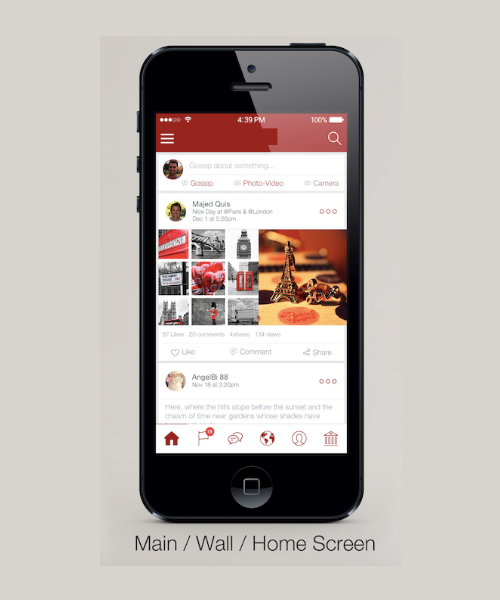 4:39 PM 100%
Gossip about something...
Gossip Photo-Video Camera
Majed Quis
Nice Day at @Paris & @London
Dec 1 at 5:20pm
TELEPHONE
57 Likes 20 comments 4shares 134 views
Like Comment Share
AngelBi 88
Nov 18 at 3:20pm
Here, where the hills slope before the sunset and the
chasm of time near gardens whose shades have
Main / Wall / Home Screen